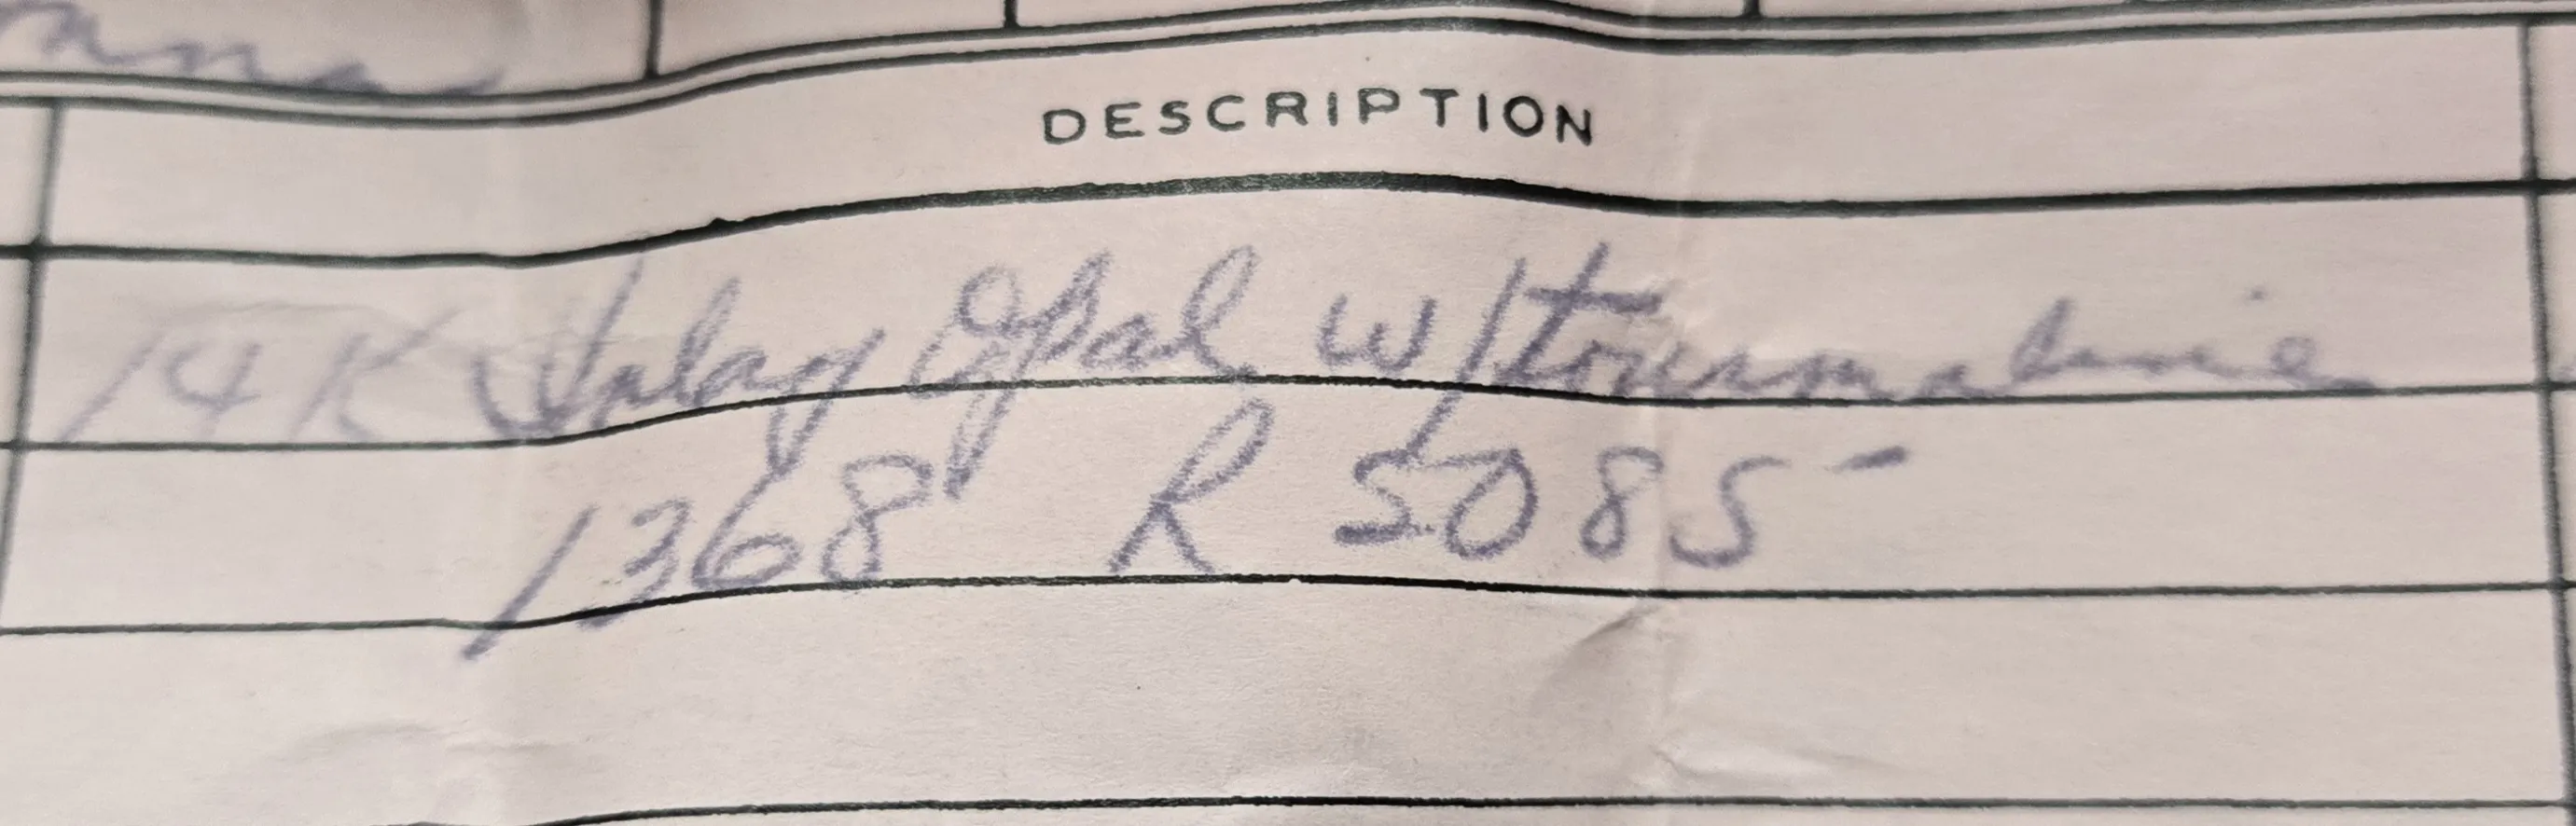 DESCRIPTION
14K Inlay Opal w/tourmaline
1368 R 5085